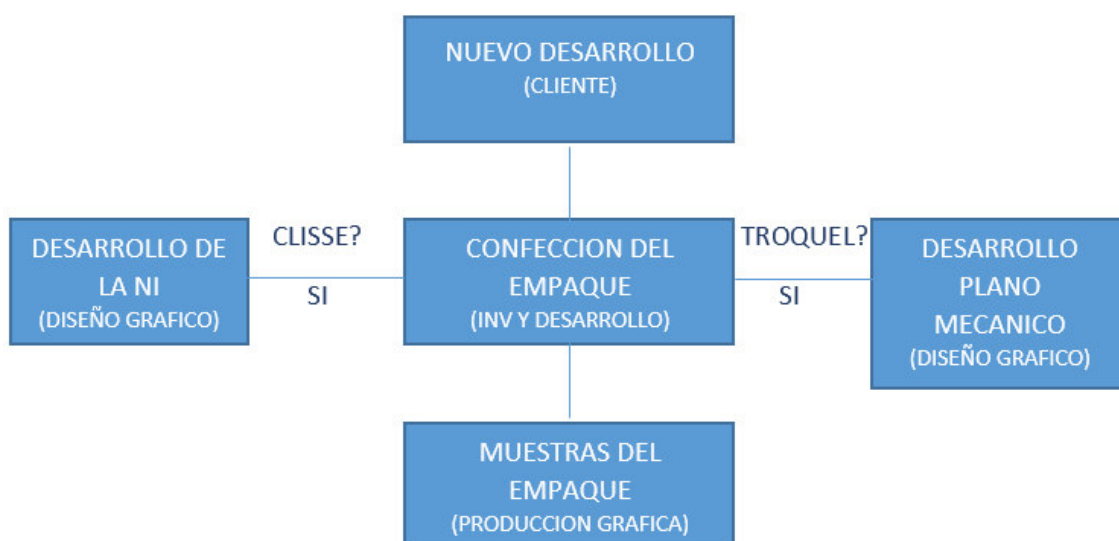 NUEVO DESARROLLO
(CLIENTE)
DESARROLLO DE
LA NI
(DISEÑO GRAFICO)
CLISSE?
SI
CONFECCION DEL
EMPAQUE
(INV Y DESARROLLO)
TROQUEL?
SI
DESARROLLO
PLANO
MECANICO
(DISEÑO GRAFICO)
MUESTRAS DEL
EMPAQUE
(PRODUCCION GRAFICA)